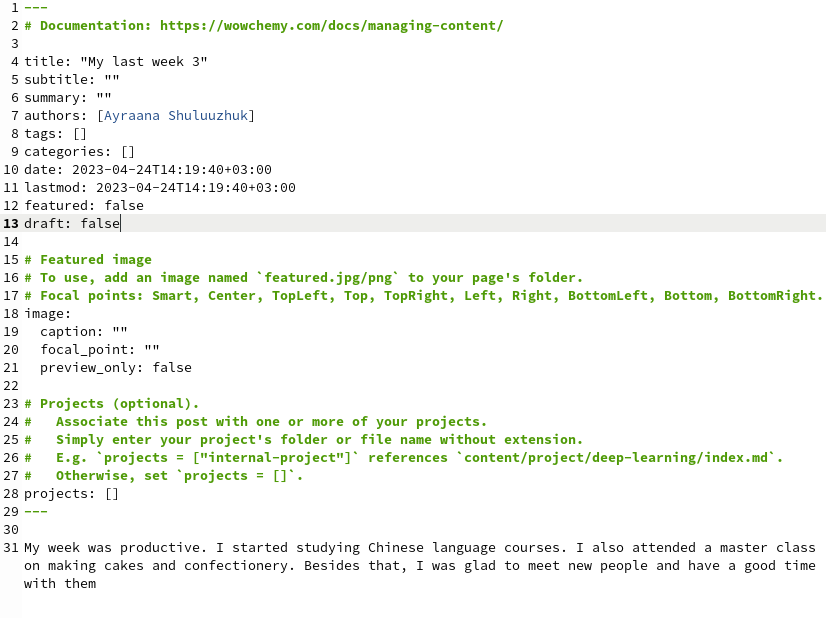 1 ---
2 # Documentation: https://wowchemy.com/docs/managing-content/
3
4 title: "My last week 3"
5 subtitle: ""
6 summary: ""
7 authors: [Ayraana Shuluuzhuk]
8 tags: []
9 categories: []
10 date: 2023-04-24T14:19:40+03:00
11 lastmod: 2023-04-24T14:19:40+03:00
12 featured: false
13 draft: false
14
15 # Featured image
16 # To use, add an image named `featured.jpg/png` to your page's folder.
17 # Focal points: Smart, Center, TopLeft, Top, TopRight, Left, Right, BottomLeft, Bottom, BottomRight.
18 image:
19   caption: ""
20   focal_point: ""
21   preview_only: false
22
23 # Projects (optional).
24 #   Associate this post with one or more of your projects.
25 #   Simply enter your project's folder or file name without extension.
26 #   E.g. `projects = ["internal-project"]` references `content/project/deep-learning/index.md`.
27 #   Otherwise, set `projects = []`.
28 projects: []
29 ---
30
31 My week was productive. I started studying Chinese language courses. I also attended a master class
on making cakes and confectionery. Besides that, I was glad to meet new people and have a good time
with them